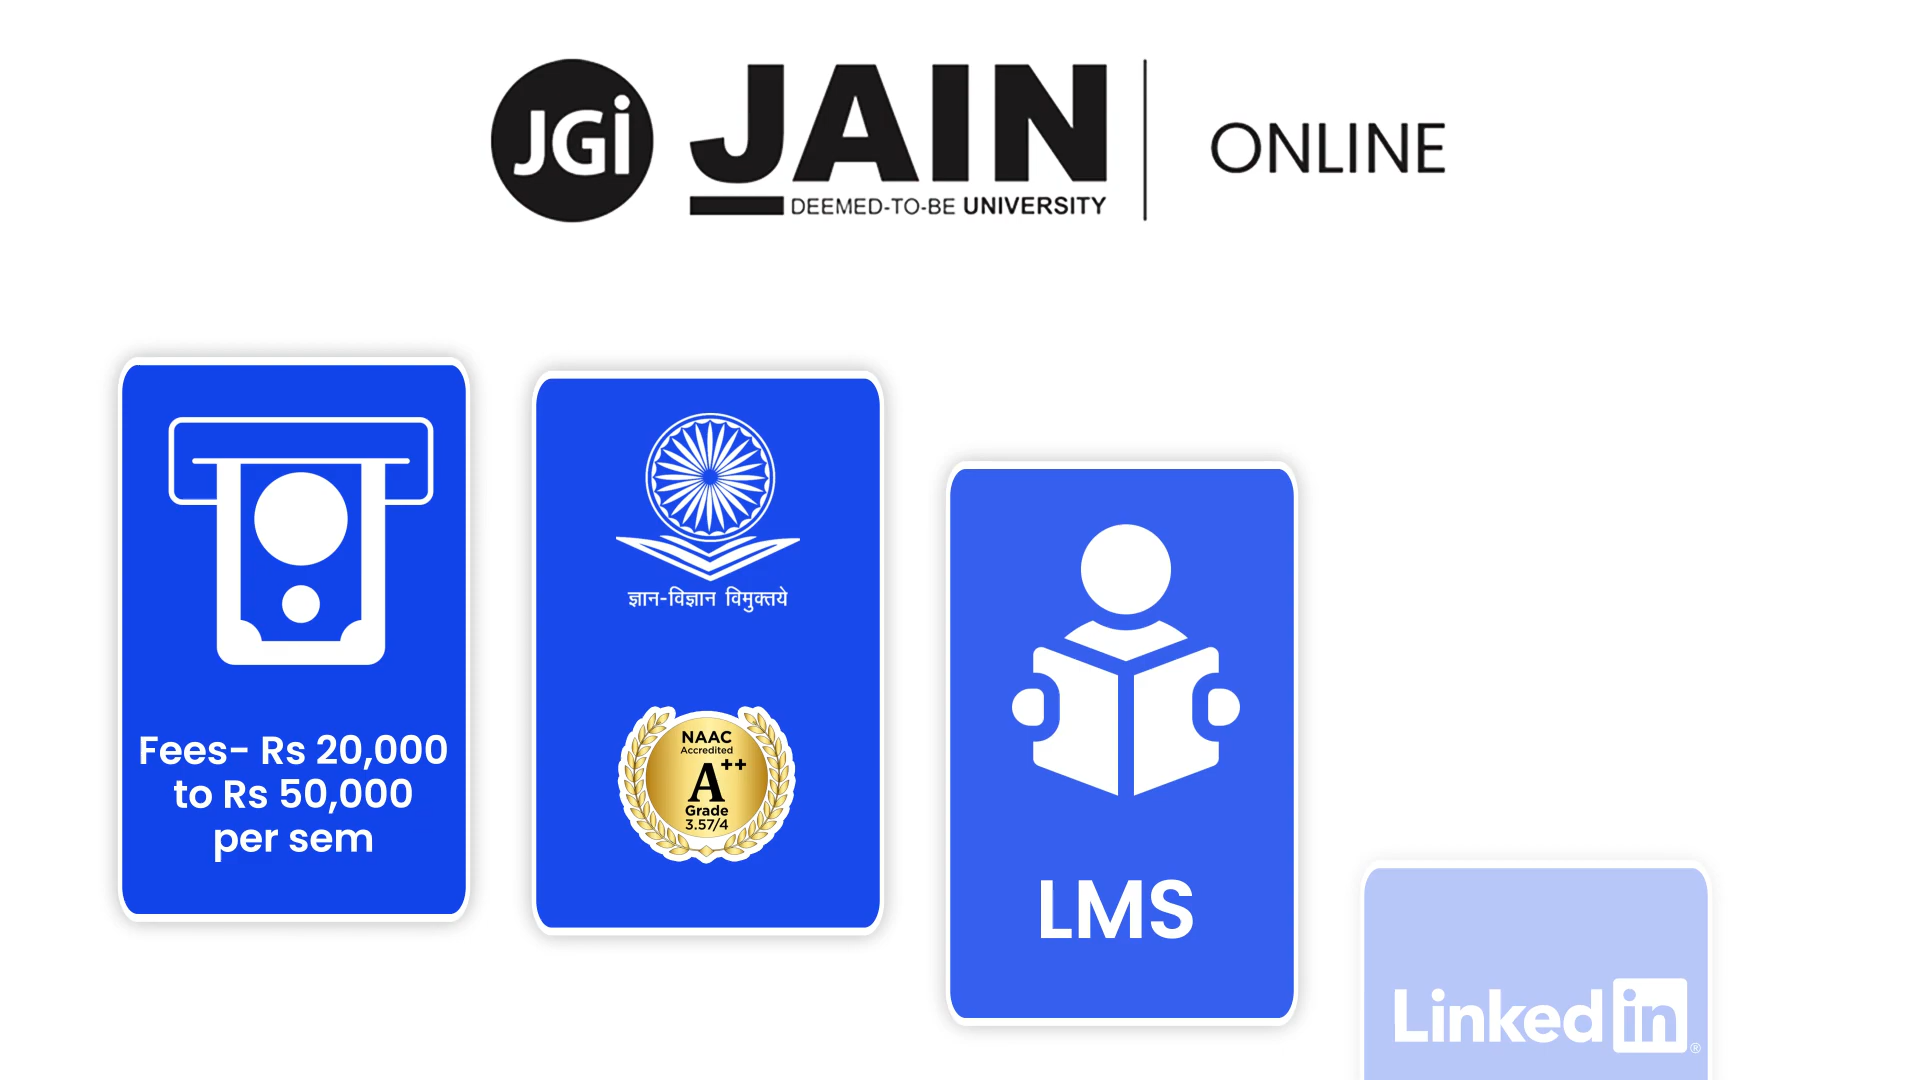 JGi
JAIN
DEEMED-TO-BE UNIVERSITY
ONLINE
Fees- Rs 20,000
to Rs 50,000
per sem
ज्ञान-विज्ञान विमुक्तये
NAAC
Accredited
A++
Grade
3.57/4
LMS
Linkedin®